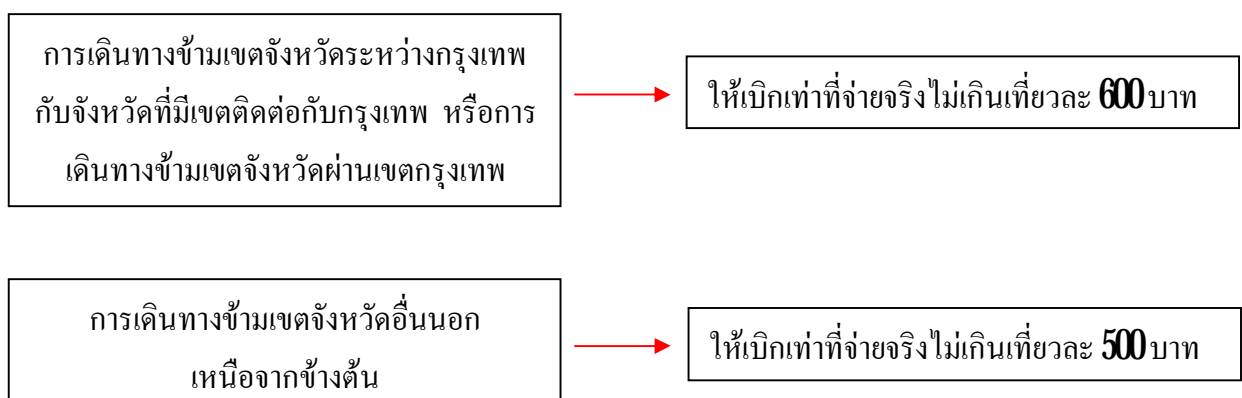 การเดินทางข้ามเขตจังหวัดระหว่างกรุงเทพ
กับจังหวัดที่มีเขตติดต่อกับกรุงเทพ หรือการ
เดินทางข้ามเขตจังหวัดผ่านเขตกรุงเทพ
ให้เบิกเท่าที่จ่ายจริงไม่เกินเที่ยวละ 600 บาท
การเดินทางข้ามเขตจังหวัดอื่นนอก
เหนือจากข้างต้น
ให้เบิกเท่าที่จ่ายจริงไม่เกินเที่ยวละ 500 บาท